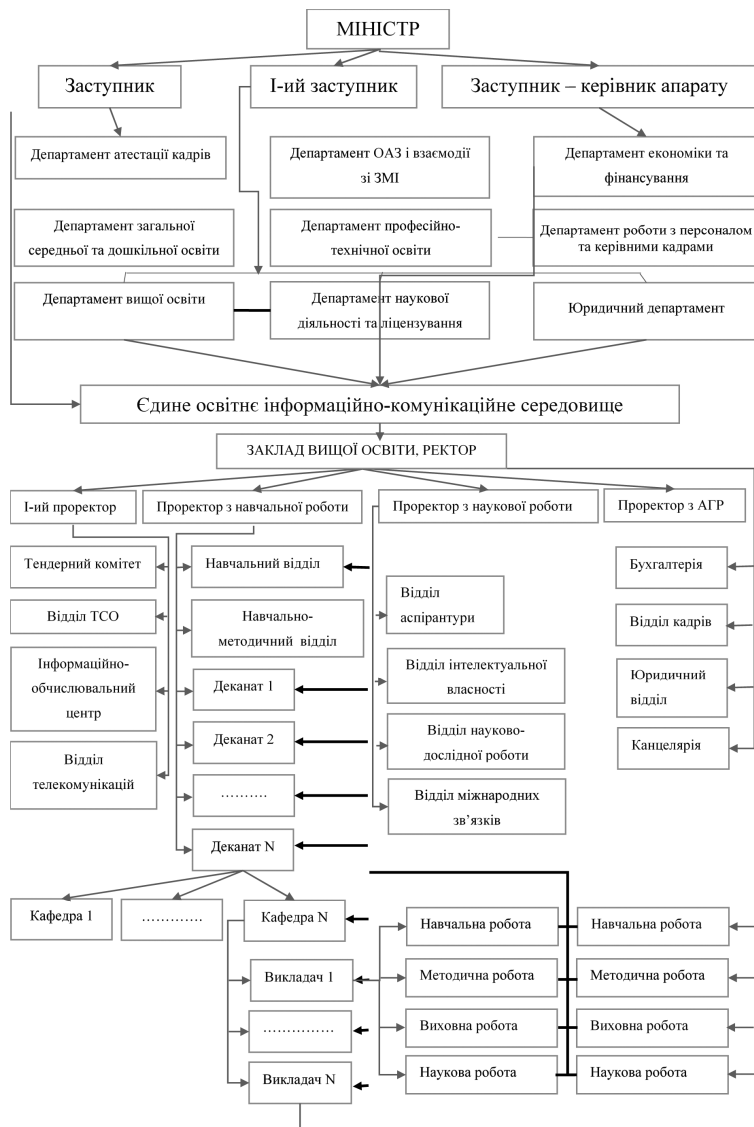 МІНІСТР
Заступник
І-ий заступник
Заступник – керівник апарату
Департамент атестації кадрів
Департамент ОАЗ і взаємодії
зі ЗМІ
Департамент економіки та
фінансування
Департамент загальної
середньої та дошкільної освіти
Департамент професійно-
технічної освіти
Департамент роботи з персоналом
та керівними кадрами
Департамент вищої освіти
Департамент наукової
діяльності та ліцензування
Юридичний департамент
Єдине освітнє інформаційно-комунікаційне середовище
ЗАКЛАД ВИЩОЇ ОСВІТИ, РЕКТОР
І-ий проректор
Проректор з навчальної роботи
Проректор з наукової роботи
Проректор з АГР
Тендерний комітет
Відділ ТСО
Інформаційно-
обчислювальний
центр
Відділ
телекомунікацій
Навчальний відділ
Навчально-
методичний відділ
Деканат 1
Деканат 2
……….
Деканат N
Відділ
аспірантури
Відділ інтелектуальної
власності
Відділ науково-
дослідної роботи
Відділ міжнародних
зв’язків
Бухгалтерія
Відділ кадрів
Юридичний
відділ
Канцелярія
Кафедра 1
………….
Кафедра N
Викладач 1
……………
Викладач N
Навчальна робота
Методична робота
Виховна робота
Наукова робота
Навчальна робота
Методична робота
Виховна робота
Наукова робота